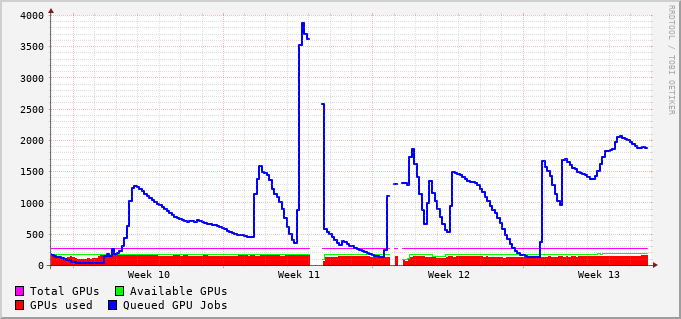 4000
3500
3000
2500
2000
1500
1000
500
0
Week 10 Week 11 Week 12 Week 13
Total GPUs Available GPUs
GPUs used Queued GPU Jobs
RRDTOOL / TOBI OETIKER